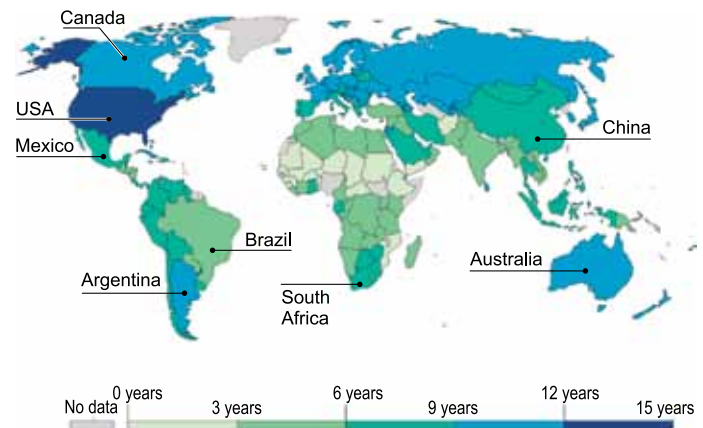 Canada
USA
Mexico
China
Brazil
Argentina
Australia
South
Africa
No data
0 years
3 years
6 years
9 years
12 years
15 years